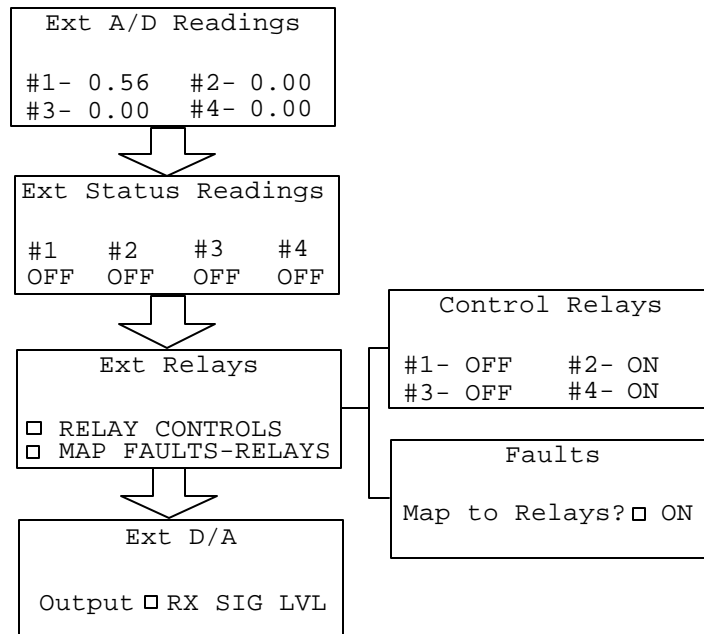 Ext A/D Readings
#1- 0.56 #2- 0.00
#3- 0.00 #4- 0.00
Ext Status Readings
#1 #2 #3 #4
OFF OFF OFF OFF
Ext Relays
□ RELAY CONTROLS
□ MAP FAULTS-RELAYS
Control Relays
#1- OFF #2- ON
#3- OFF #4- ON
Faults
Map to Relays?□ ON
Ext D/A
Output □ RX SIG LVL